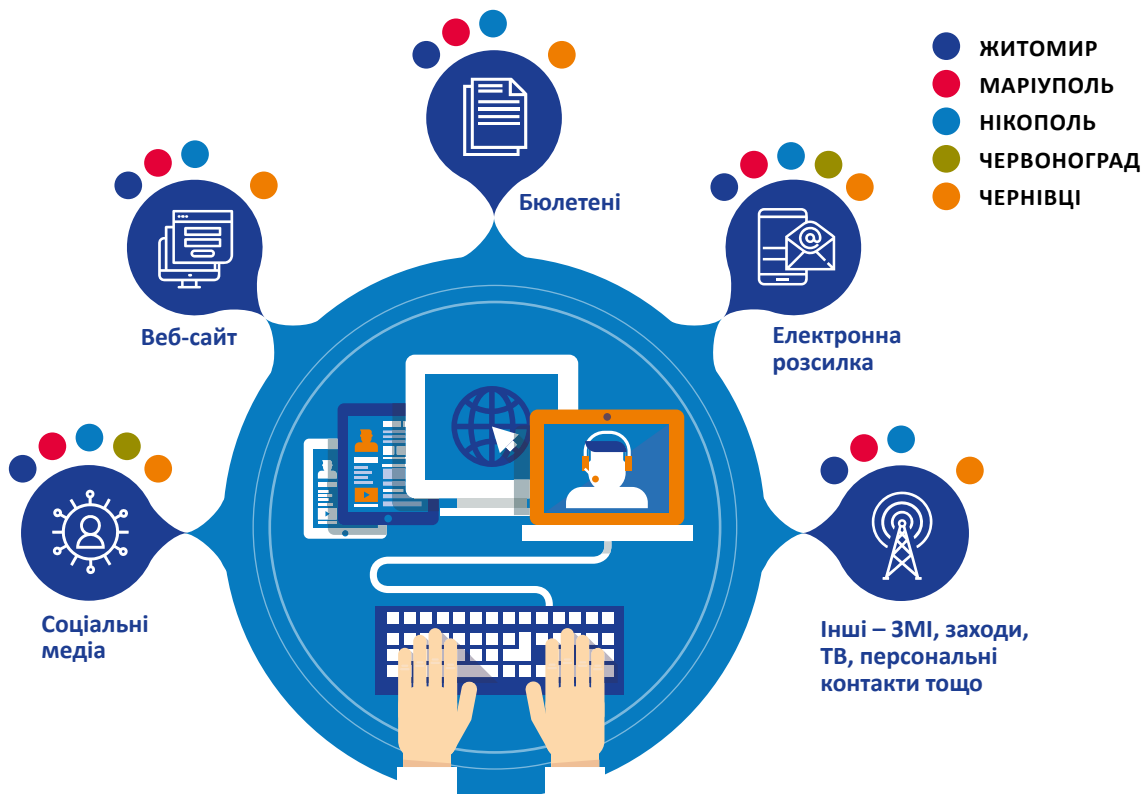 ЖИТОМИР
МАРІУПОЛЬ
НІКОПОЛЬ
ЧЕРВОНОГРАД
ЧЕРНІВЦІ
Бюлетені
Веб-сайт
Електронна
розсилка
Соціальні
медіа
Інші – ЗМІ, заходи,
ТВ, персональні
контакти тощо